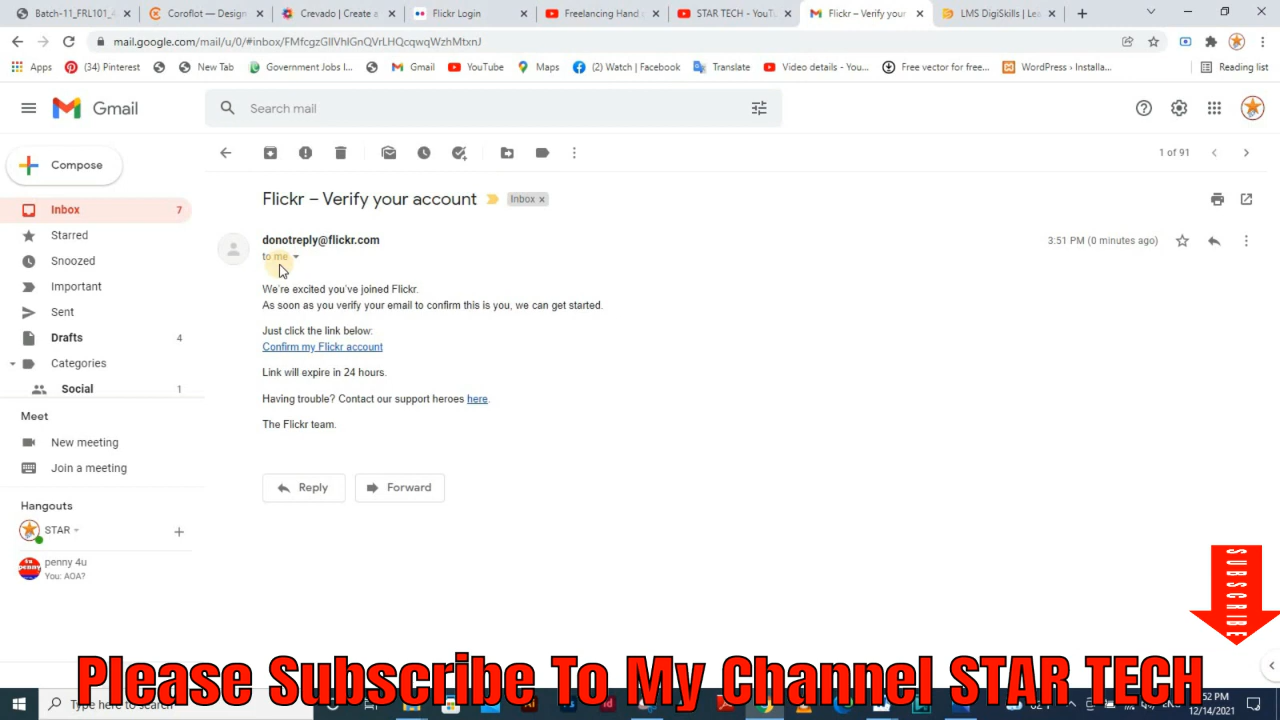 Batch-11_FRL101_4
Coroflot — Design
Crevado | Create a
Flickr Login
Freelancing Hand
STAR TECH - YouTu
Flickr – Verify your
LMS DigiSkills | Lea
mail.google.com/mail/u/0/#inbox/FMfcgzGllVhlGnQVrLHQcqwqWzhMtxnJ
Apps
(34) Pinterest
New Tab
Government Jobs I...
Gmail
YouTube
Maps
(2) Watch | Facebook
Translate
Video details - You...
Free vector for free...
WordPress › Installa...
Reading list
Gmail
Search mail
Compose
1 of 91
Inbox 7
Starred
Snoozed
Important
Sent
Drafts 4
Categories
Social 1
Meet
New meeting
Join a meeting
Hangouts
STAR
penny 4u
You: AOA?
Flickr – Verify your account
Inbox x
donotreply@flickr.com
3:51 PM (0 minutes ago)
to me
We're excited you've joined Flickr.
As soon as you verify your email to confirm this is you, we can get started.
Just click the link below:
Confirm my Flickr account
Link will expire in 24 hours.
Having trouble? Contact our support heroes here.
The Flickr team.
Reply
Forward
SUBSCRIBE
Please Subscribe To My Channel STAR TECH
Type here to search
:52 PM
12/14/2021